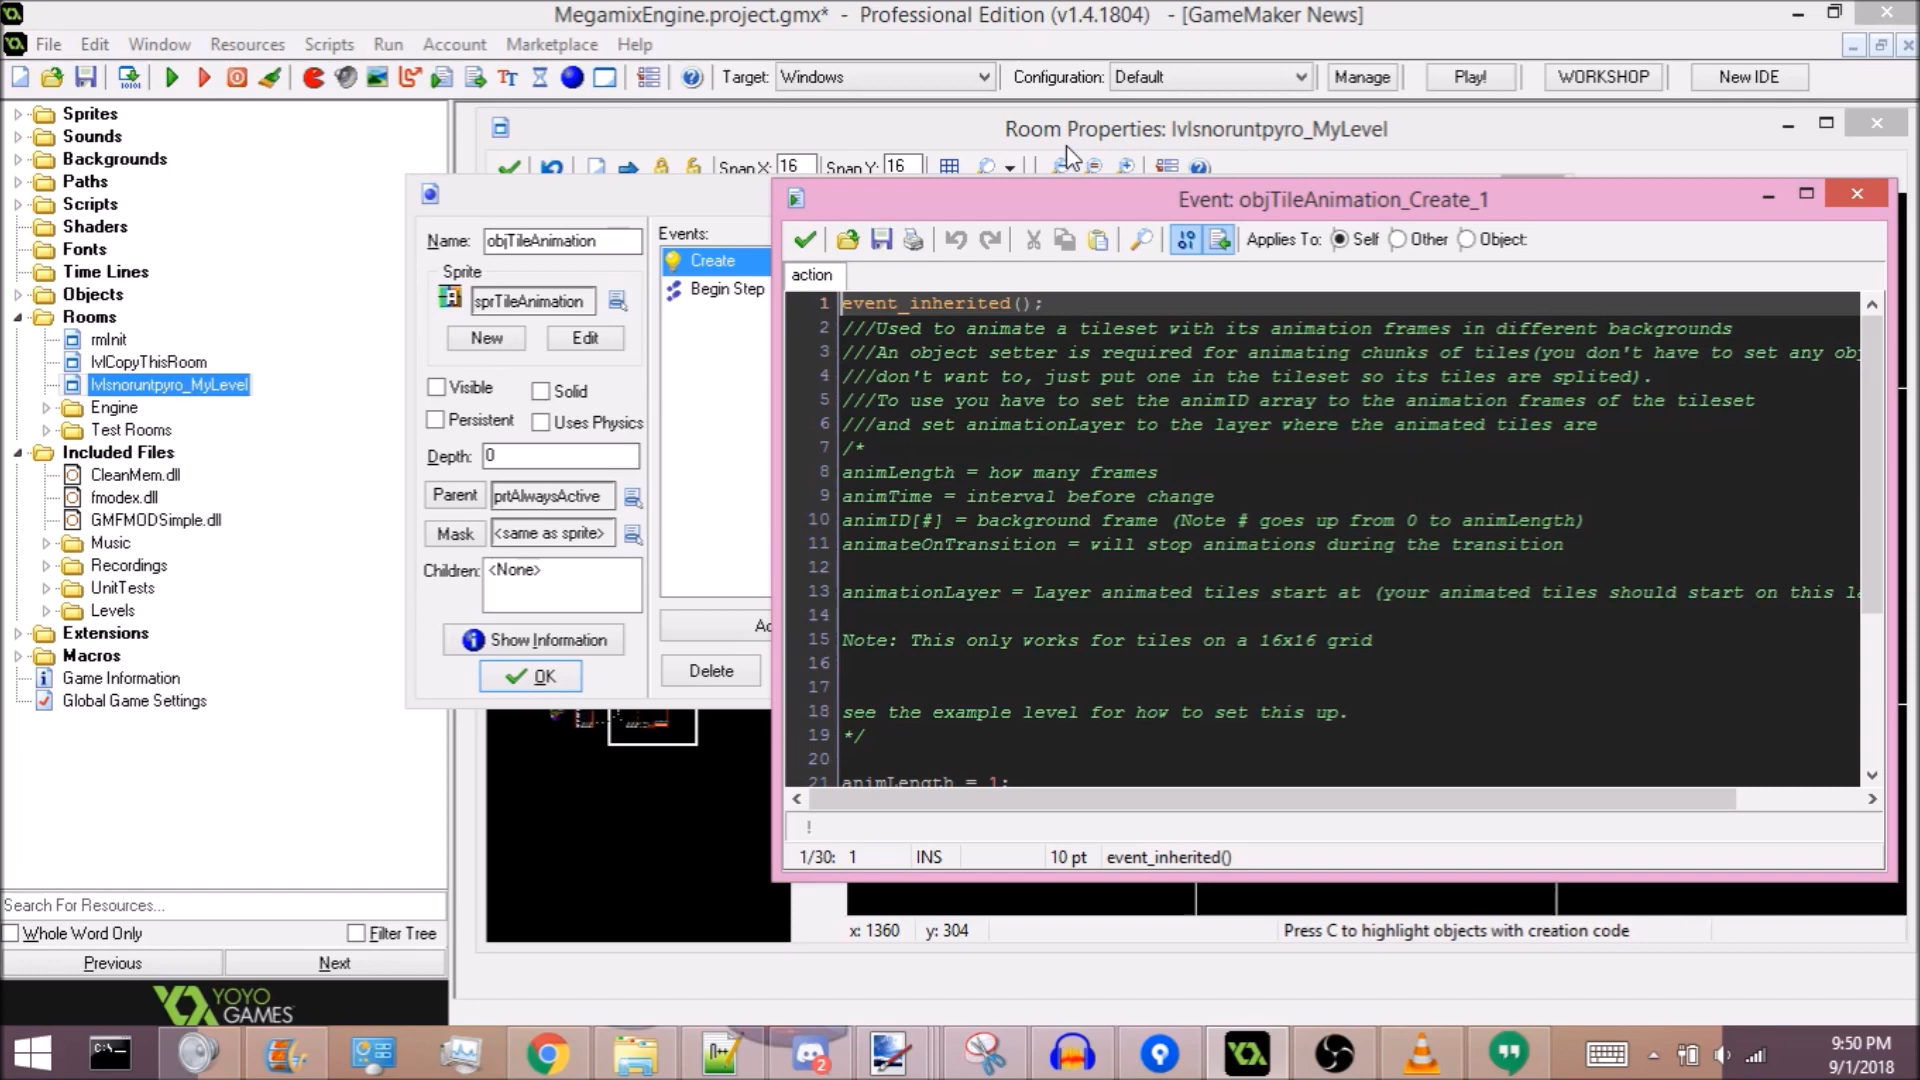 MegamixEngine.project.gmx* - Professional Edition (v1.4.1804) - [GameMaker News]
File Edit Window Resources Scripts Run Account Marketplace Help
Target: Windows Configuration: Default Manage Play! WORKSHOP New IDE
Sprites
Sounds
Backgrounds
Paths
Scripts
Shaders
Fonts
Time Lines
Objects
Rooms
rmInit
lvlCopyThisRoom
lvlsnoruntpyro_MyLevel
Engine
Test Rooms
Included Files
CleanMem.dll
fmodex.dll
GMFMODSimple.dll
Music
Recordings
UnitTests
Levels
Extensions
Macros
Game Information
Global Game Settings
Search For Resources...
Whole Word Only Filter Tree
Previous Next
YOYO
GAMES
Room Properties: lvlsnoruntpyro_MyLevel
Snap X: 16 Snap Y: 16
Name: objTileAnimation
Sprite
sprTileAnimation
New Edit
Visible Solid
Persistent Uses Physics
Depth: 0
Parent prtAlwaysActive
Mask <same as sprite>
Children: <None>
Show Information
OK
Events:
Create
Begin Step
Delete
Event: objTileAnimation_Create_1
Applies To: Self Other Object:
action
1 event_inherited();
2 ///Used to animate a tileset with its animation frames in different backgrounds
3 ///An object setter is required for animating chunks of tiles(you don't have to set any
4 ///don't want to, just put one in the tileset so its tiles are splited).
5 ///To use you have to set the animID array to the animation frames of the tileset
6 ///and set animationLayer to the layer where the animated tiles are
7 /*
8 animLength = how many frames
9 animTime = interval before change
10 animID[#] = background frame (Note # goes up from 0 to animLength)
11 animateOnTransition = will stop animations during the transition
12
13 animationLayer = Layer animated tiles start at (your animated tiles should start on this
14
15 Note: This only works for tiles on a 16x16 grid
16
17
18 see the example level for how to set this up.
19 */
20
21 animLength = 1;
!
1/30: 1 INS 10 pt event_inherited()
x: 1360 y: 304 Press C to highlight objects with creation code
C:\_
2
9:50 PM
9/1/2018